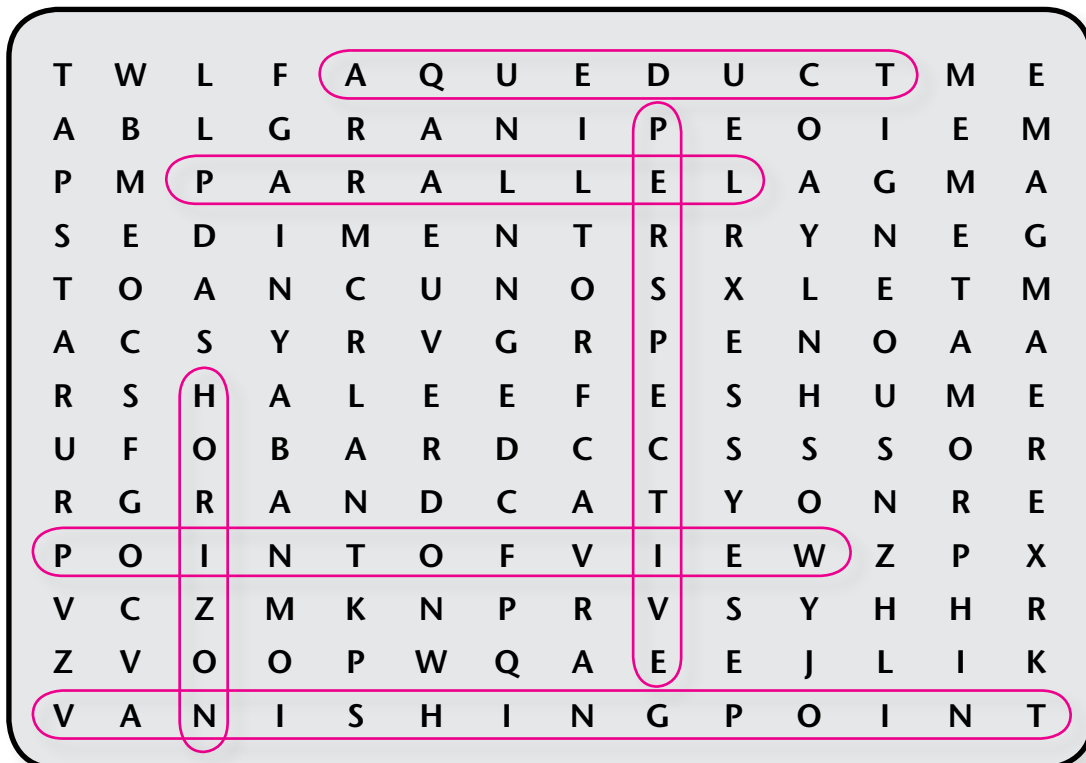 T W L F A Q U E D U C T M E
A B L G R A N I P E O I E M
P M P A R A L L E L A G M A
S E D I M E N T R R Y N E G
T O A N C U N O S X L E T M
A C S Y R V G R P E N O A A
R S H A L E E F E S H U M E
U F O B A R D C C S S S O R
R G R A N D C A T Y O N R E
P O I N T O F V I E W Z P X
V C Z M K N P R V S Y H H R
Z V O O P W Q A E E J L I K
V A N I S H I N G P O I N T